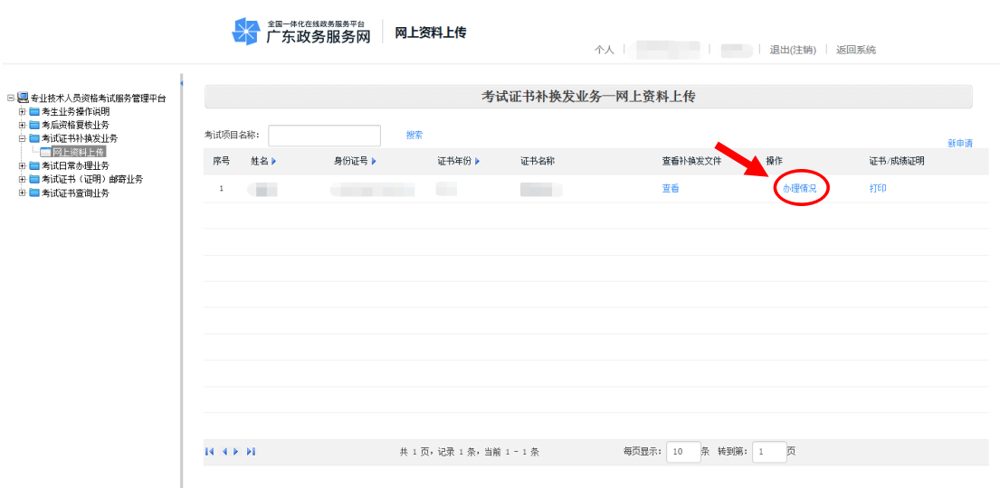 全国一体化在线政务服务平台
广东政务服务网
网上资料上传
个人 | | | 退出(注销) | 返回系统
专业技术人员资格考试服务管理平台
考生业务操作说明
考后资格复核业务
考试证书补换发业务
网上资料上传
考试日常办理业务
考试证书（证明）邮寄业务
考试证书查询业务
考试证书补换发业务—网上资料上传
考试项目名称： 搜索
新申请
序号 姓名 身份证号 证书年份 证书名称 查看补换发文件 操作 证书/成绩证明
1 查看 办理情况 打印
共 1 页，记录 1 条，当前 1 - 1 条 每页显示： 10 条 转到第： 1 页